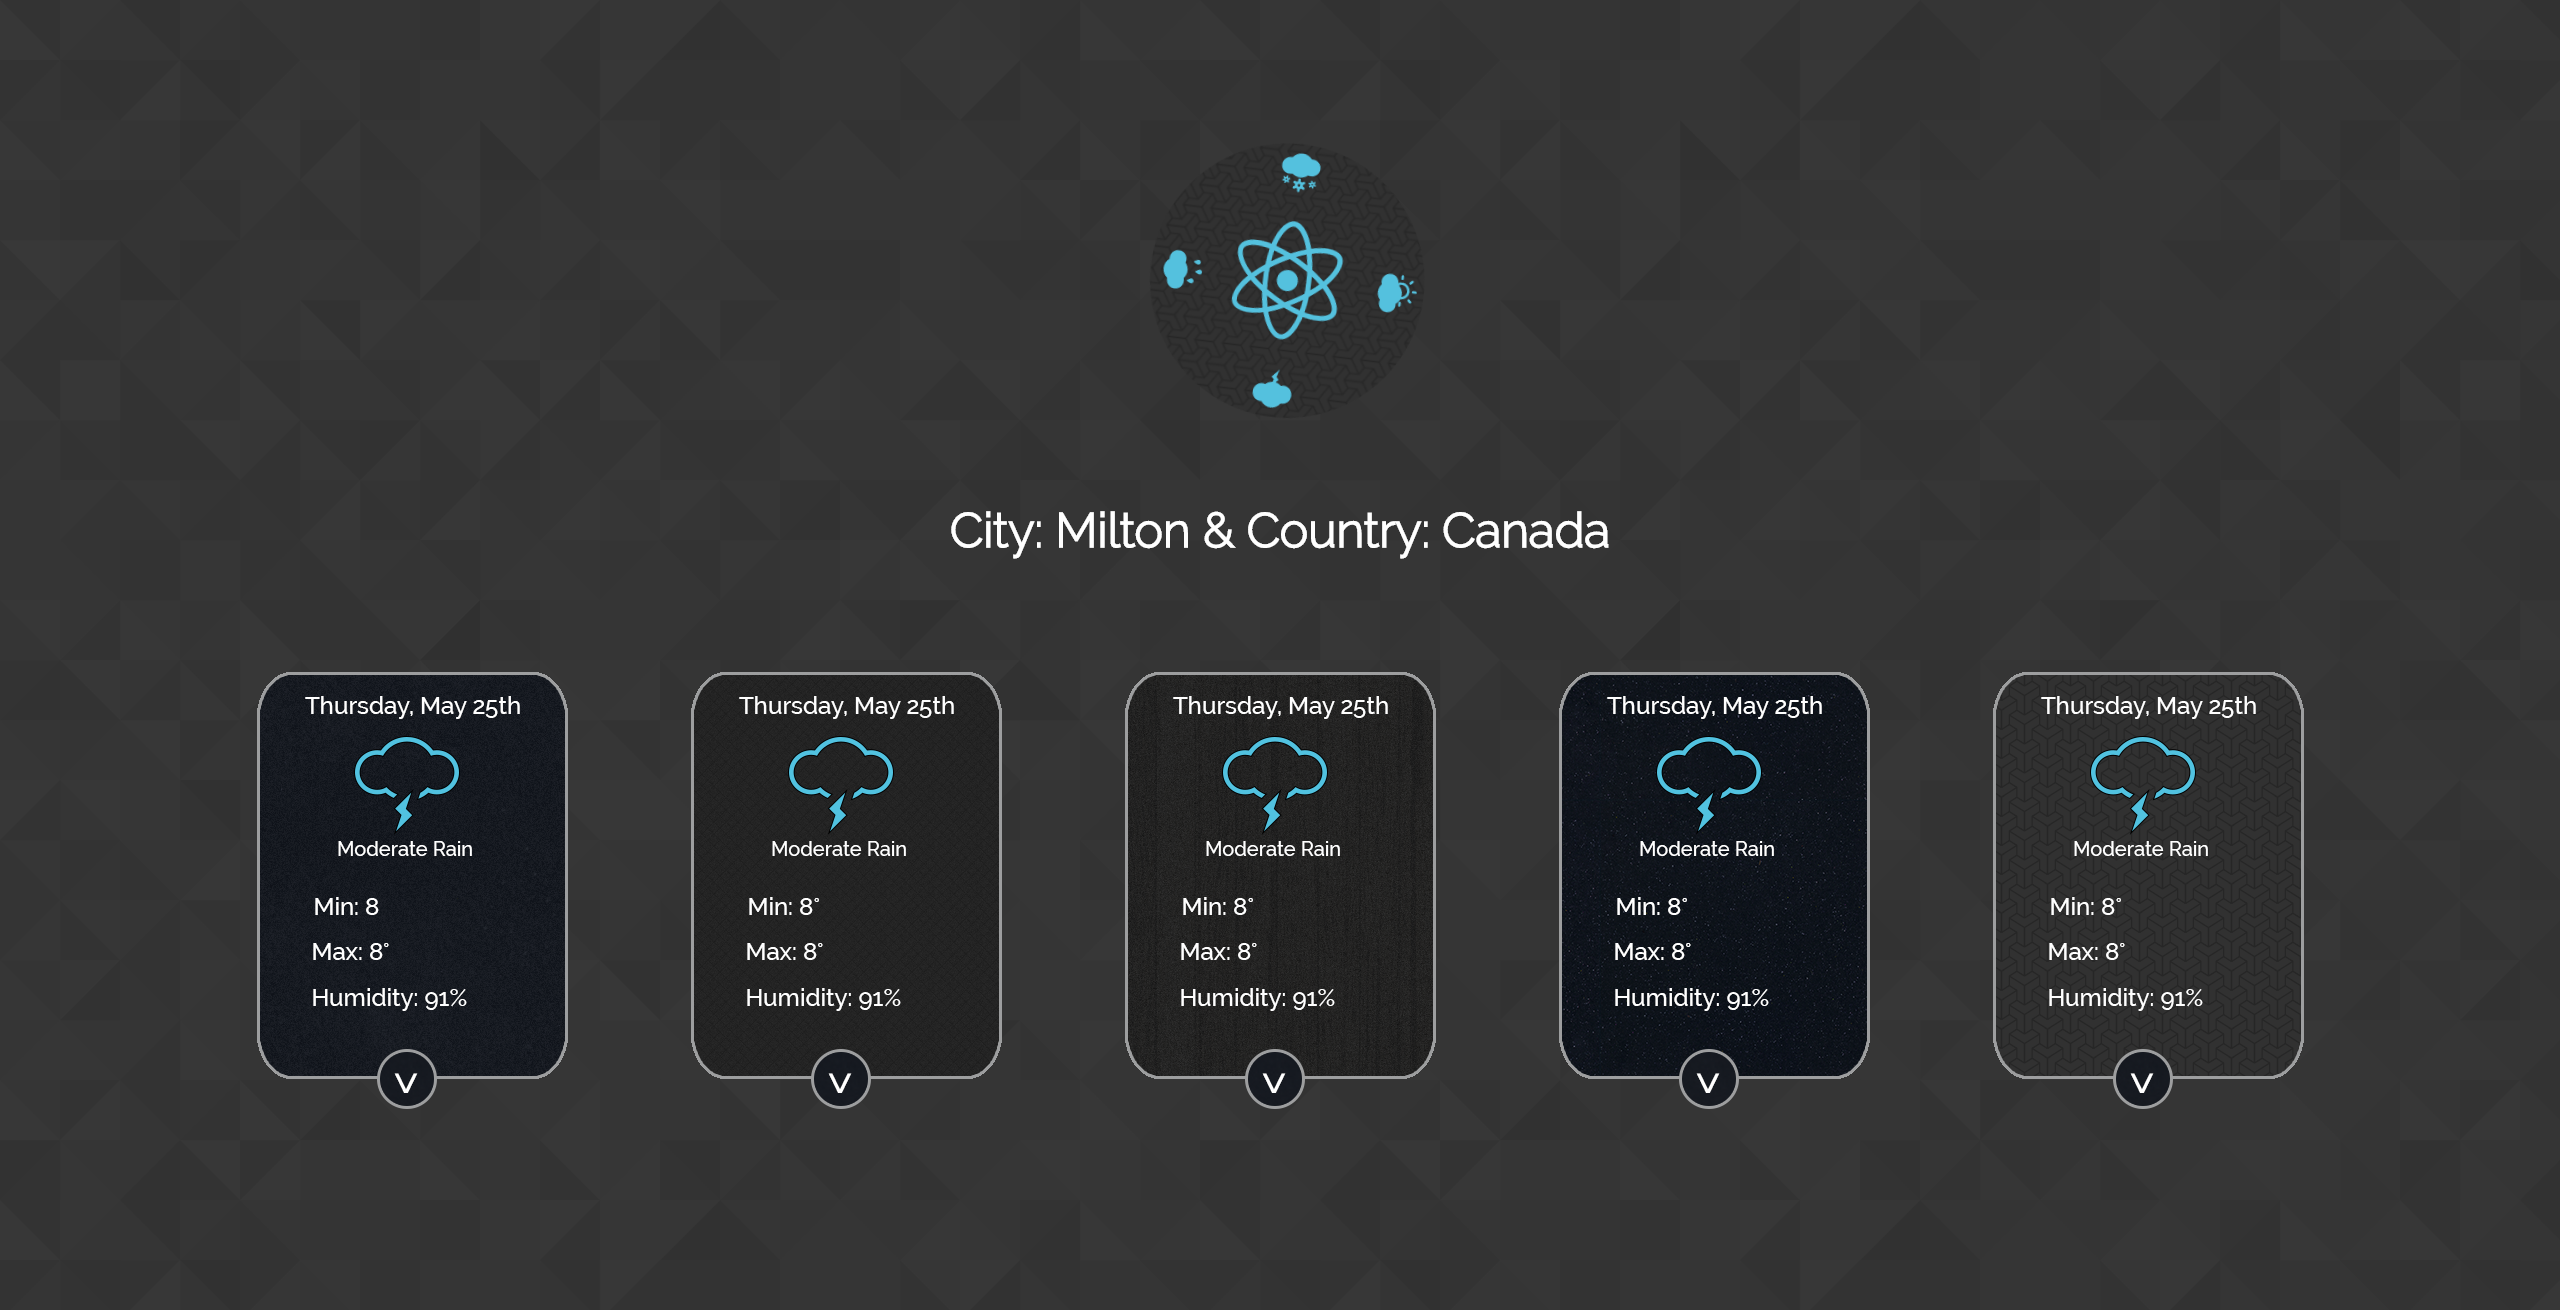 City: Milton & Country: Canada
Thursday, May 25th
Moderate Rain
Min: 8
Max: 8°
Humidity: 91%
V
Thursday, May 25th
Moderate Rain
Min: 8°
Max: 8°
Humidity: 91%
V
Thursday, May 25th
Moderate Rain
Min: 8°
Max: 8°
Humidity: 91%
V
Thursday, May 25th
Moderate Rain
Min: 8°
Max: 8°
Humidity: 91%
V
Thursday, May 25th
Moderate Rain
Min: 8°
Max: 8°
Humidity: 91%
V